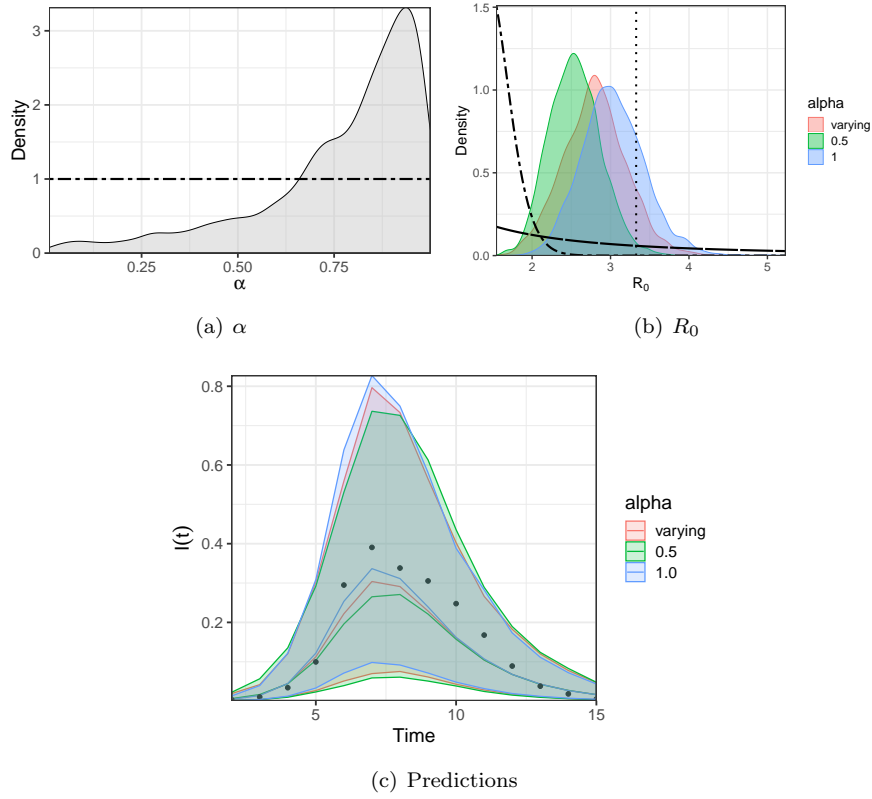 3
2
1
0
Density
0.25
0.50
0.75
α
(a) α
1.5
1.0
0.5
0.0
Density
2
3
4
5
R0
alpha
varying
0.5
1
(b) R0
0.8
0.6
0.4
0.2
I(t)
5
10
15
Time
alpha
varying
0.5
1.0
(c) Predictions